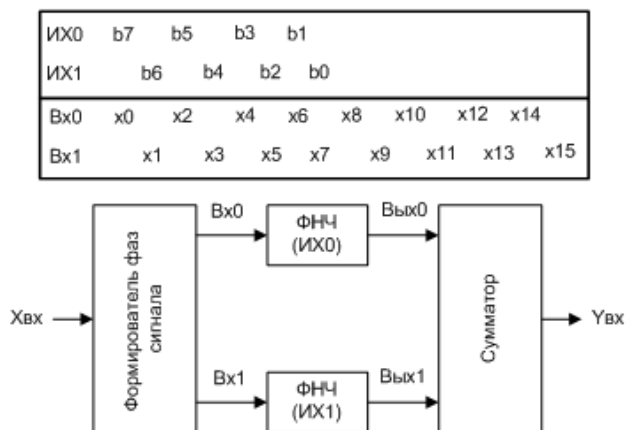 ИХ0 b7 b5 b3 b1
ИХ1 b6 b4 b2 b0
Вх0 x0 x2 x4 x6 x8 x10 x12 x14
Вх1 x1 x3 x5 x7 x9 x11 x13 x15
Xвх
Формирователь фаз
сигнала
Вх0
ФНЧ
(ИХ0)
Вых0
Вх1
ФНЧ
(ИХ1)
Вых1
Сумматор
Yвх